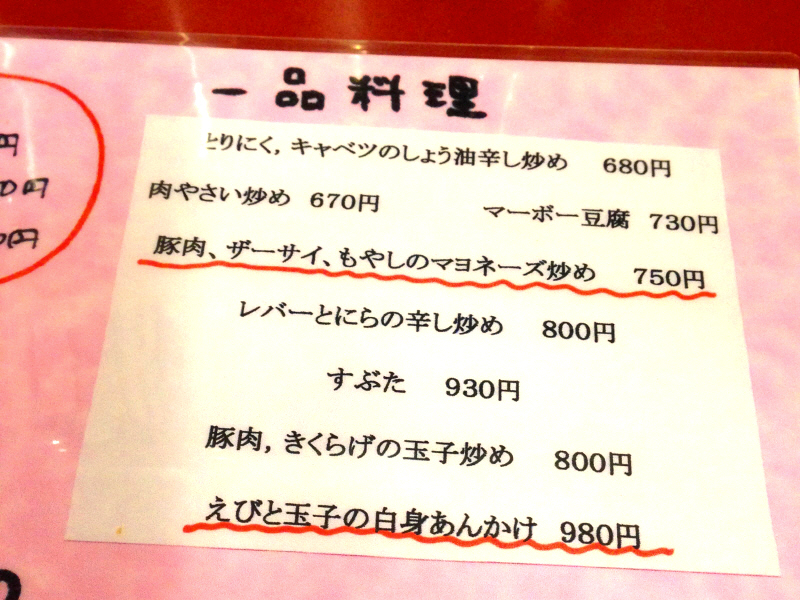 一品料理
とりにく,キャベツのしょう油辛し炒め 680円
肉やさい炒め 670円 マーボー豆腐 730円
豚肉、ザーサイ、もやしのマヨネーズ炒め 750円
レバーとにらの辛し炒め 800円
すぶた 930円
豚肉,きくらげの玉子炒め 800円
えびと玉子の白身あんかけ 980円
円
0円
0円